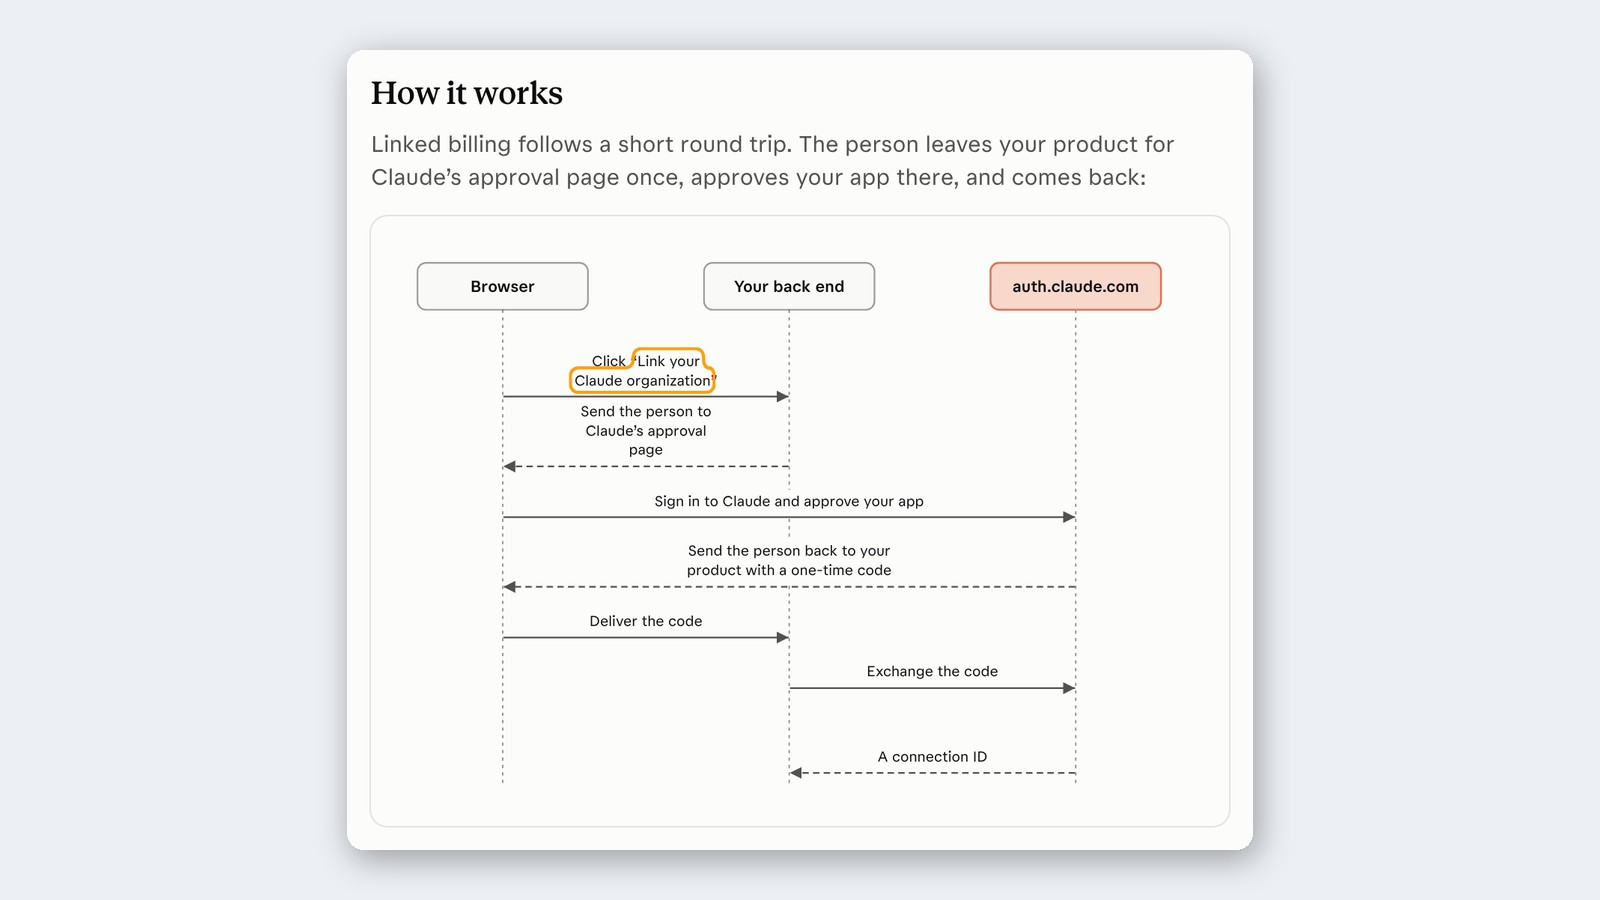 How it works
Linked billing follows a short round trip. The person leaves your product for
Claude’s approval page once, approves your app there, and comes back:
Browser
Your back end
auth.claude.com
Click “Link your
Claude organization”
Send the person to
Claude’s approval
page
Sign in to Claude and approve your app
Send the person back to your
product with a one-time code
Deliver the code
Exchange the code
A connection ID